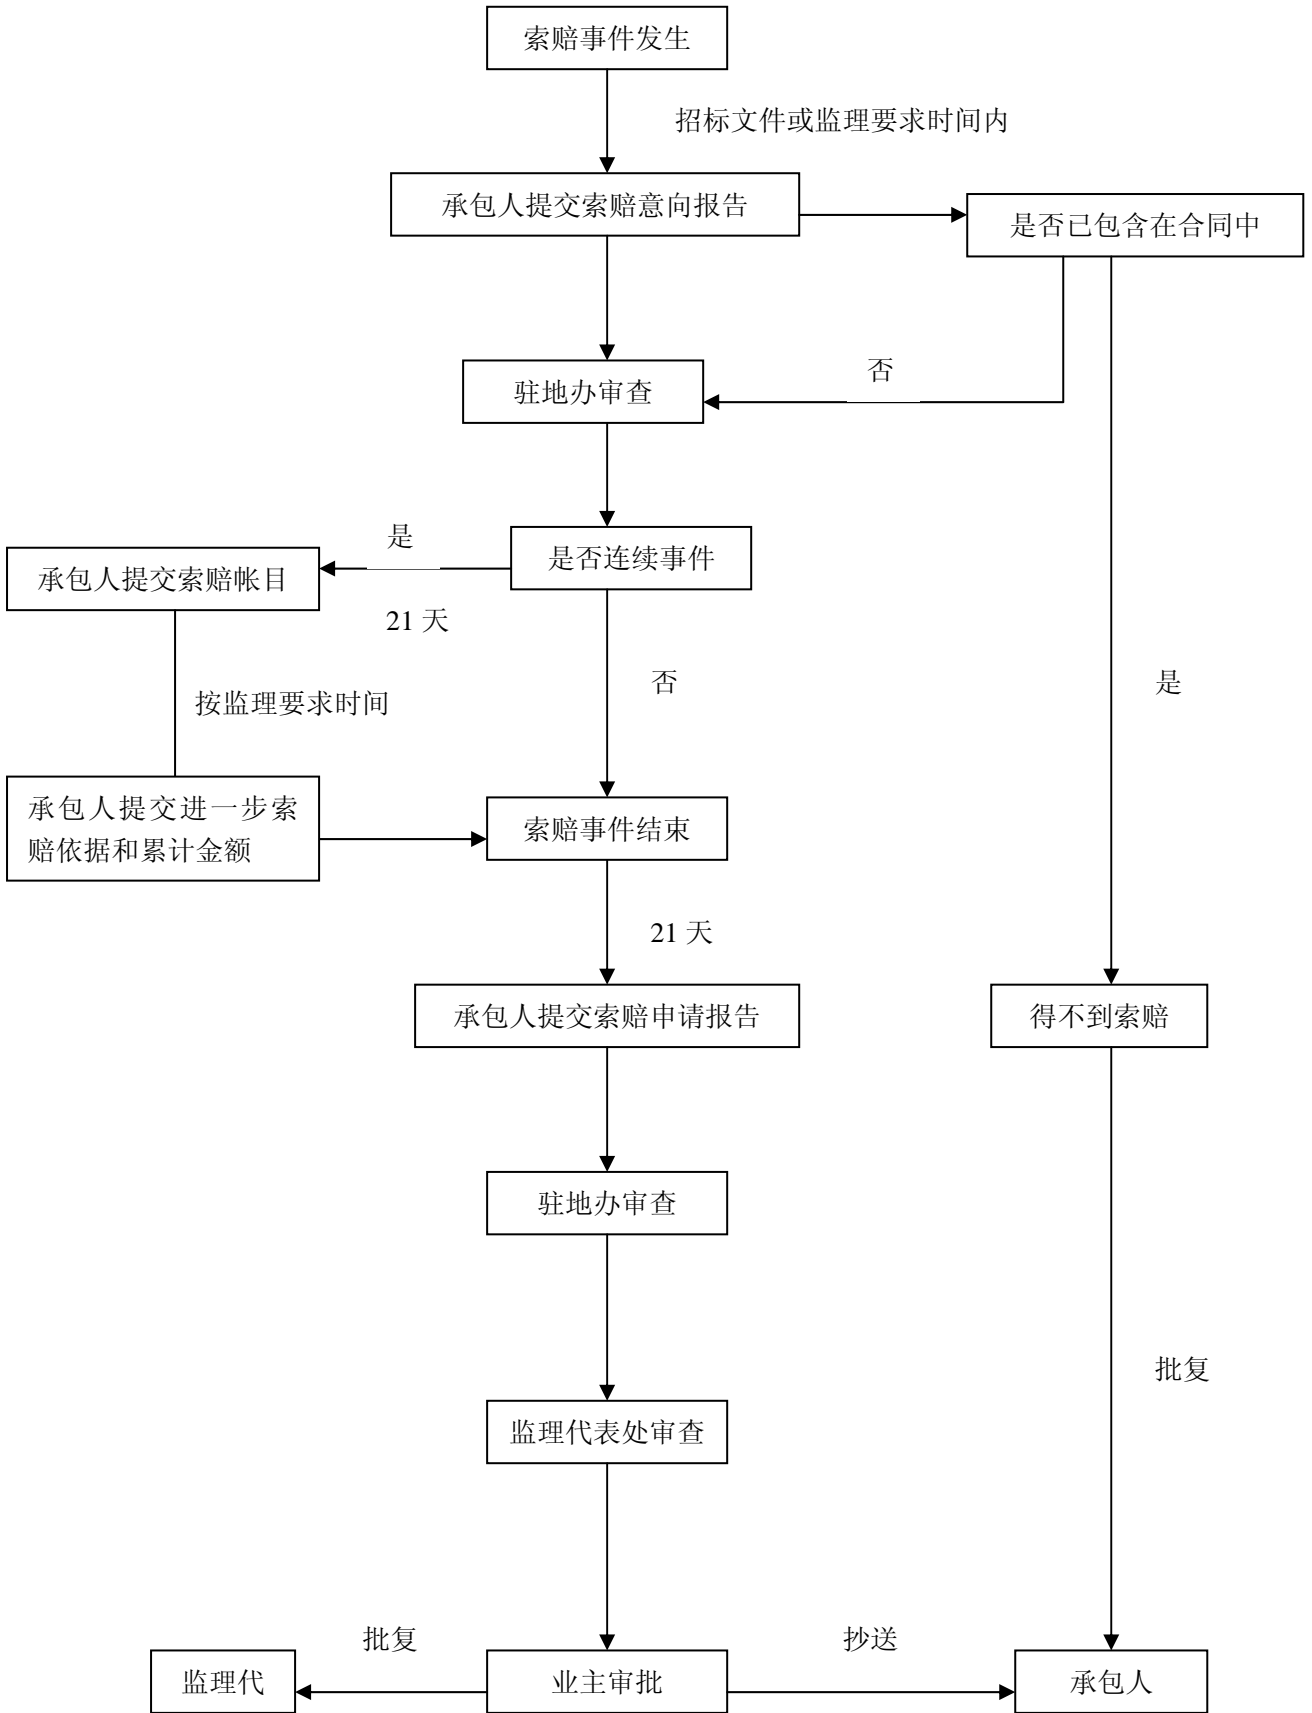 索赔事件发生
招标文件或监理要求时间内
承包人提交索赔意向报告
是否已包含在合同中
否
驻地办审查
是
是否连续事件
承包人提交索赔帐目
21 天
否
是
按监理要求时间
承包人提交进一步索
赔依据和累计金额
索赔事件结束
21 天
承包人提交索赔申请报告
得不到索赔
驻地办审查
批复
监理代表处审查
批复
抄送
监理代
业主审批
承包人